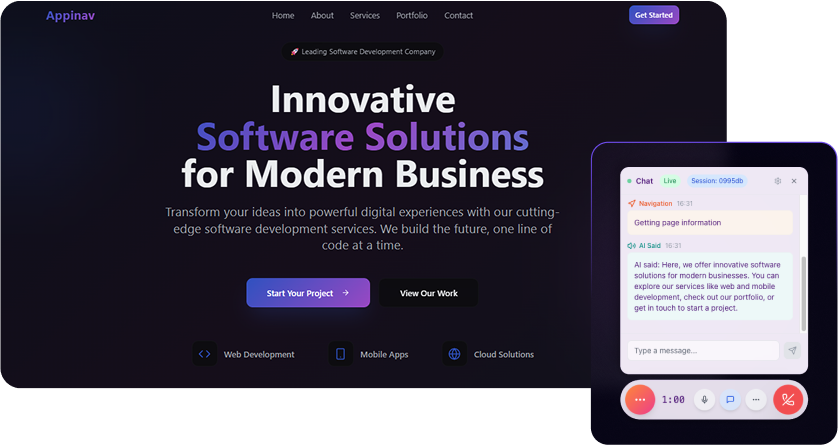 Appinav
Home About Services Portfolio Contact
Get Started
🚀 Leading Software Development Company
Innovative
Software Solutions
for Modern Business
Transform your ideas into powerful digital experiences with our cutting-
edge software development services. We build the future, one line of
code at a time.
Start Your Project →
View Our Work
Web Development
Mobile Apps
Cloud Solutions
Chat Live Session: 0995db
Navigation 16:31
Getting page information
AI Said 16:31
AI said: Here, we offer innovative software
solutions for modern businesses. You can
explore our services like web and mobile
development, check out our portfolio, or
get in touch to start a project.
Type a message...
1:00